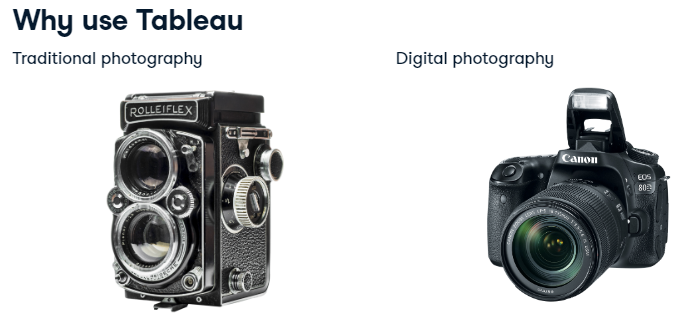 Why use Tableau
Traditional photography
Digital photography
ROLLEIFLEX
Canon
EOS
80D